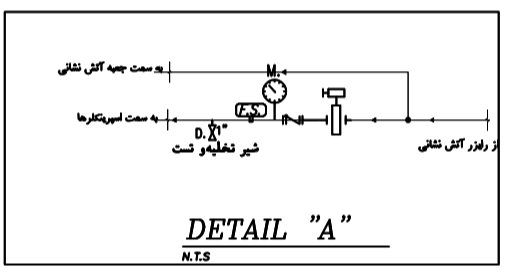 به سمت جعبه آتش نشانی
M.
F.S.
به سمت اسپرینکلرها
D. 1"
شیر تخلیه و تست
از رایزر آتش نشانی
DETAIL "A"
N.T.S